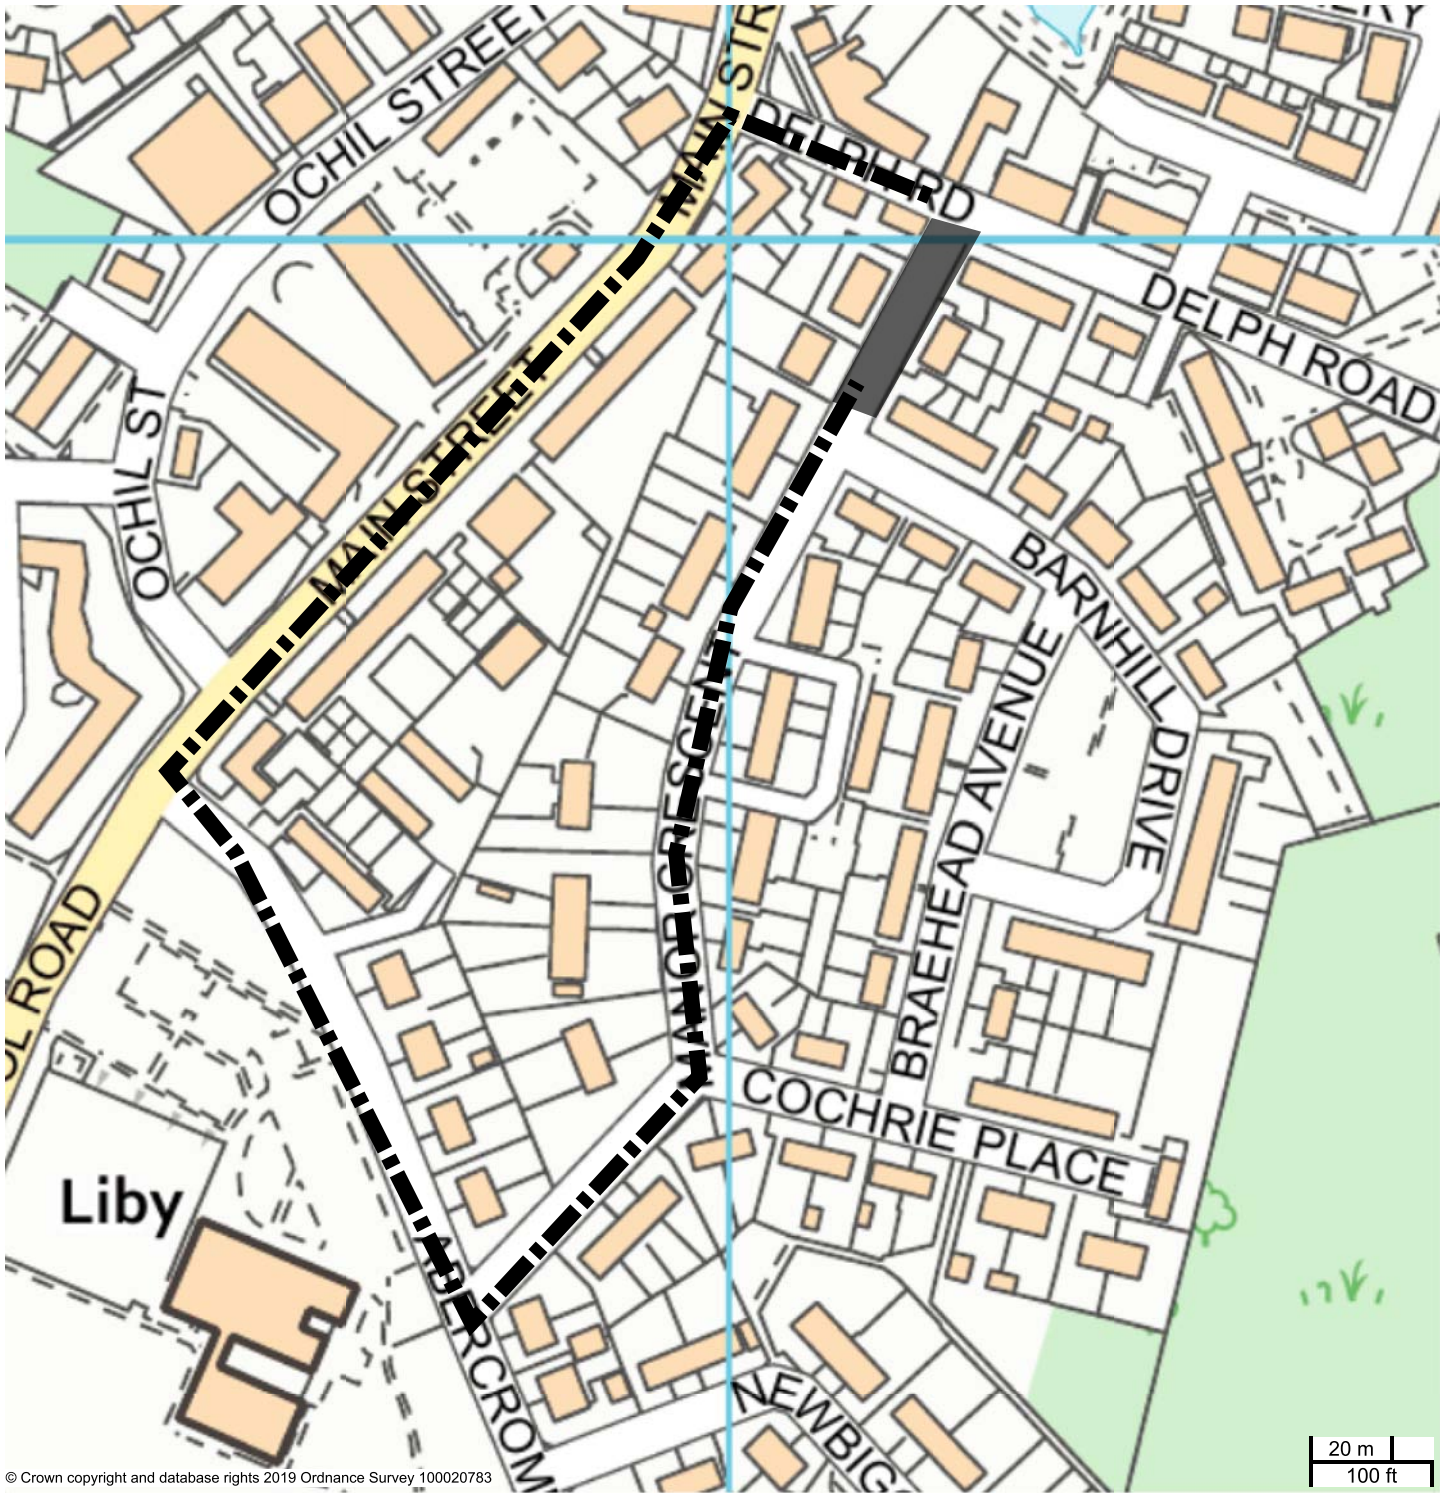 OCHIL STREET
MAIN STR
DELPH RD
MAIN STREET
DELPH ROAD
OCHIL ST
BARNHILL DRIVE
MANOR CRESCENT
BRAEHEAD AVENUE
OL ROAD
COCHRIE PLACE
Liby
ABERCROM
NEWBIG
20 m
100 ft
© Crown copyright and database rights 2019 Ordnance Survey 100020783